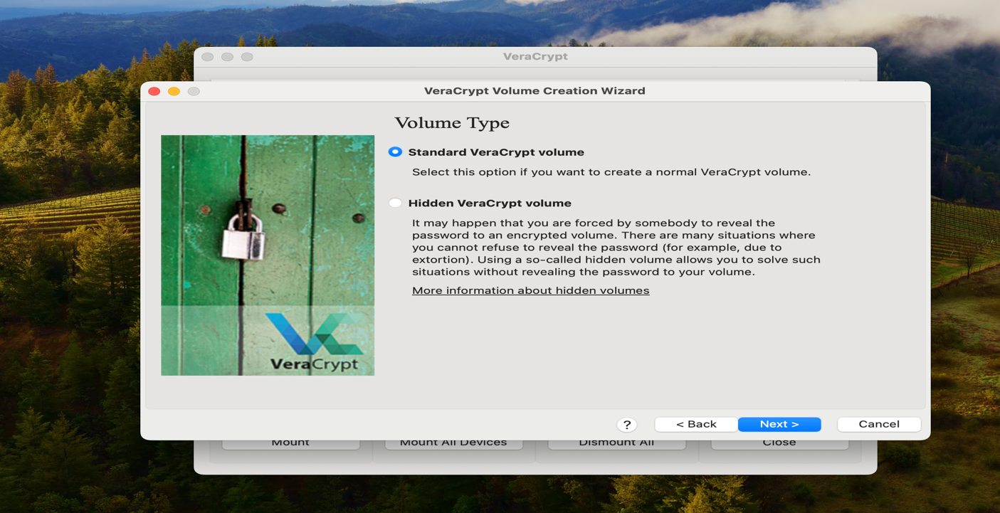 VeraCrypt
VeraCrypt Volume Creation Wizard
Volume Type
Standard VeraCrypt volume
Select this option if you want to create a normal VeraCrypt volume.
Hidden VeraCrypt volume
It may happen that you are forced by somebody to reveal the
password to an encrypted volume. There are many situations where
you cannot refuse to reveal the password (for example, due to
extortion). Using a so-called hidden volume allows you to solve such
situations without revealing the password to your volume.
More information about hidden volumes
VeraCrypt
? < Back Next > Cancel
Mount Mount All Devices Dismount All Close